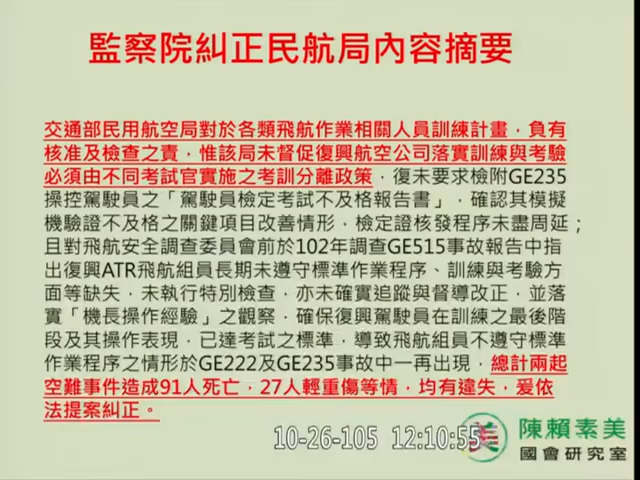 監察院糾正民航局內容摘要
交通部民用航空局對於各類飛航作業相關人員訓練計畫，負有
核准及檢查之責，惟該局未督促復興航空公司落實訓練與考驗
必須由不同考試官實施之考訓分離政策，復未要求檢附GE235
操控駕駛員之「駕駛員檢定考試不及格報告書」，確認其模擬
機驗證不及格之關鍵項目改善情形，檢定證核發程序未盡周延；
且對飛航安全調查委員會前於102年調查GE515事故報告中指
出復興ATR飛航組員長期未遵守標準作業程序、訓練與考驗方
面等缺失，未執行特別檢查，亦未確實追蹤與督導改正，並落
實「機長操作經驗」之觀察，確保復興駕駛員在訓練之最後階
段及其操作表現，已達考試之標準，導致飛航組員不遵守標準
作業程序之情形於GE222及GE235事故中一再出現，總計兩起
空難事件造成91人死亡，27人輕重傷等情，均有違失，爰依
法提案糾正。
10-26-105 12:10:55
美 陳賴素美
國會研究室